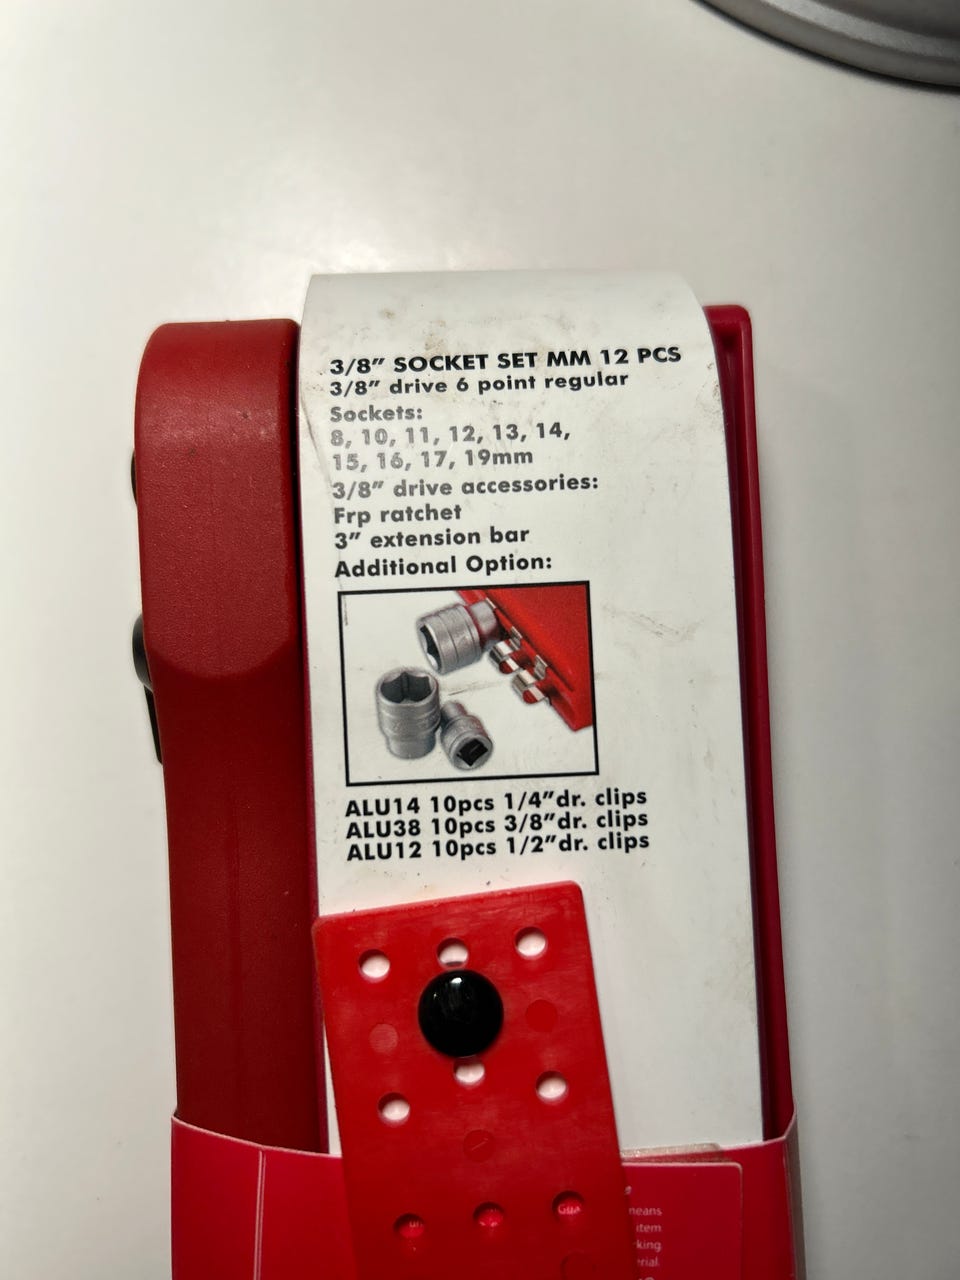 3/8” SOCKET SET MM 12 PCS
3/8” drive 6 point regular
Sockets:
8, 10, 11, 12, 13, 14,
15, 16, 17, 19mm
3/8” drive accessories:
Frp ratchet
3” extension bar
Additional Option:
ALU14 10pcs 1/4”dr. clips
ALU38 10pcs 3/8”dr. clips
ALU12 10pcs 1/2”dr. clips
means
item